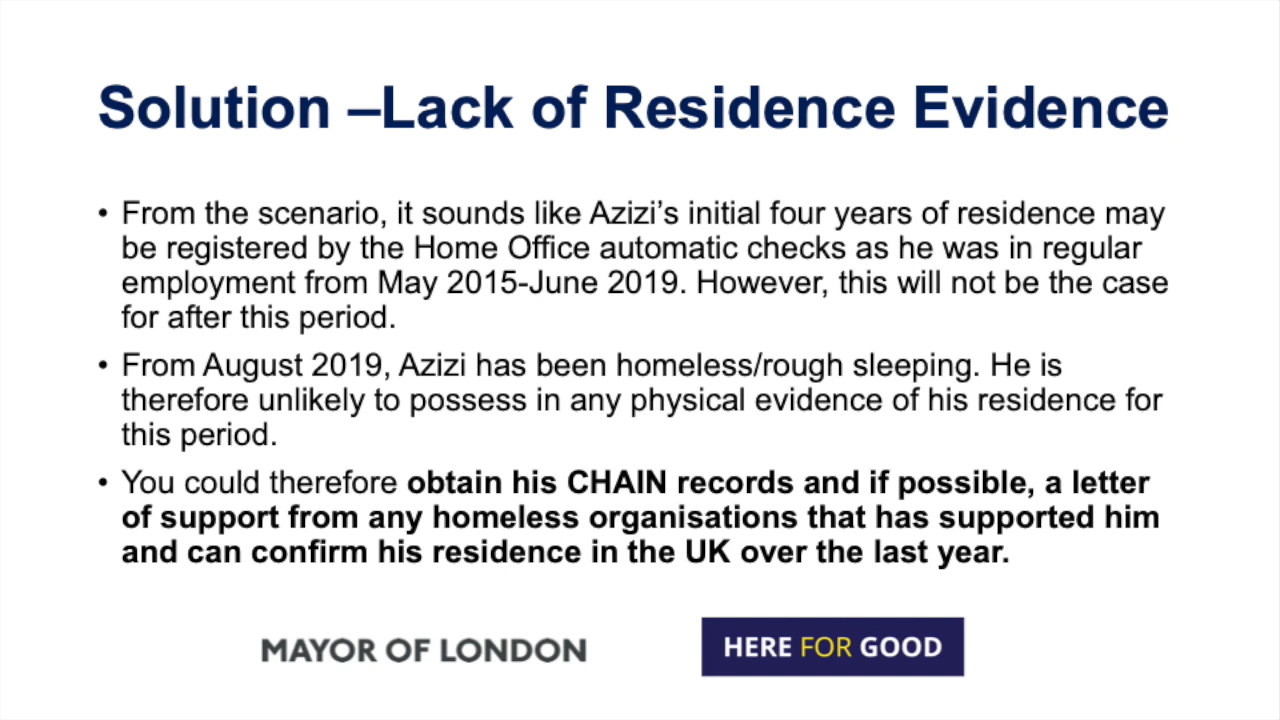 Solution –Lack of Residence Evidence
• From the scenario, it sounds like Azizi’s initial four years of residence may
be registered by the Home Office automatic checks as he was in regular
employment from May 2015-June 2019. However, this will not be the case
for after this period.
• From August 2019, Azizi has been homeless/rough sleeping. He is
therefore unlikely to possess in any physical evidence of his residence for
this period.
• You could therefore obtain his CHAIN records and if possible, a letter
of support from any homeless organisations that has supported him
and can confirm his residence in the UK over the last year.
MAYOR OF LONDON
HERE FOR GOOD